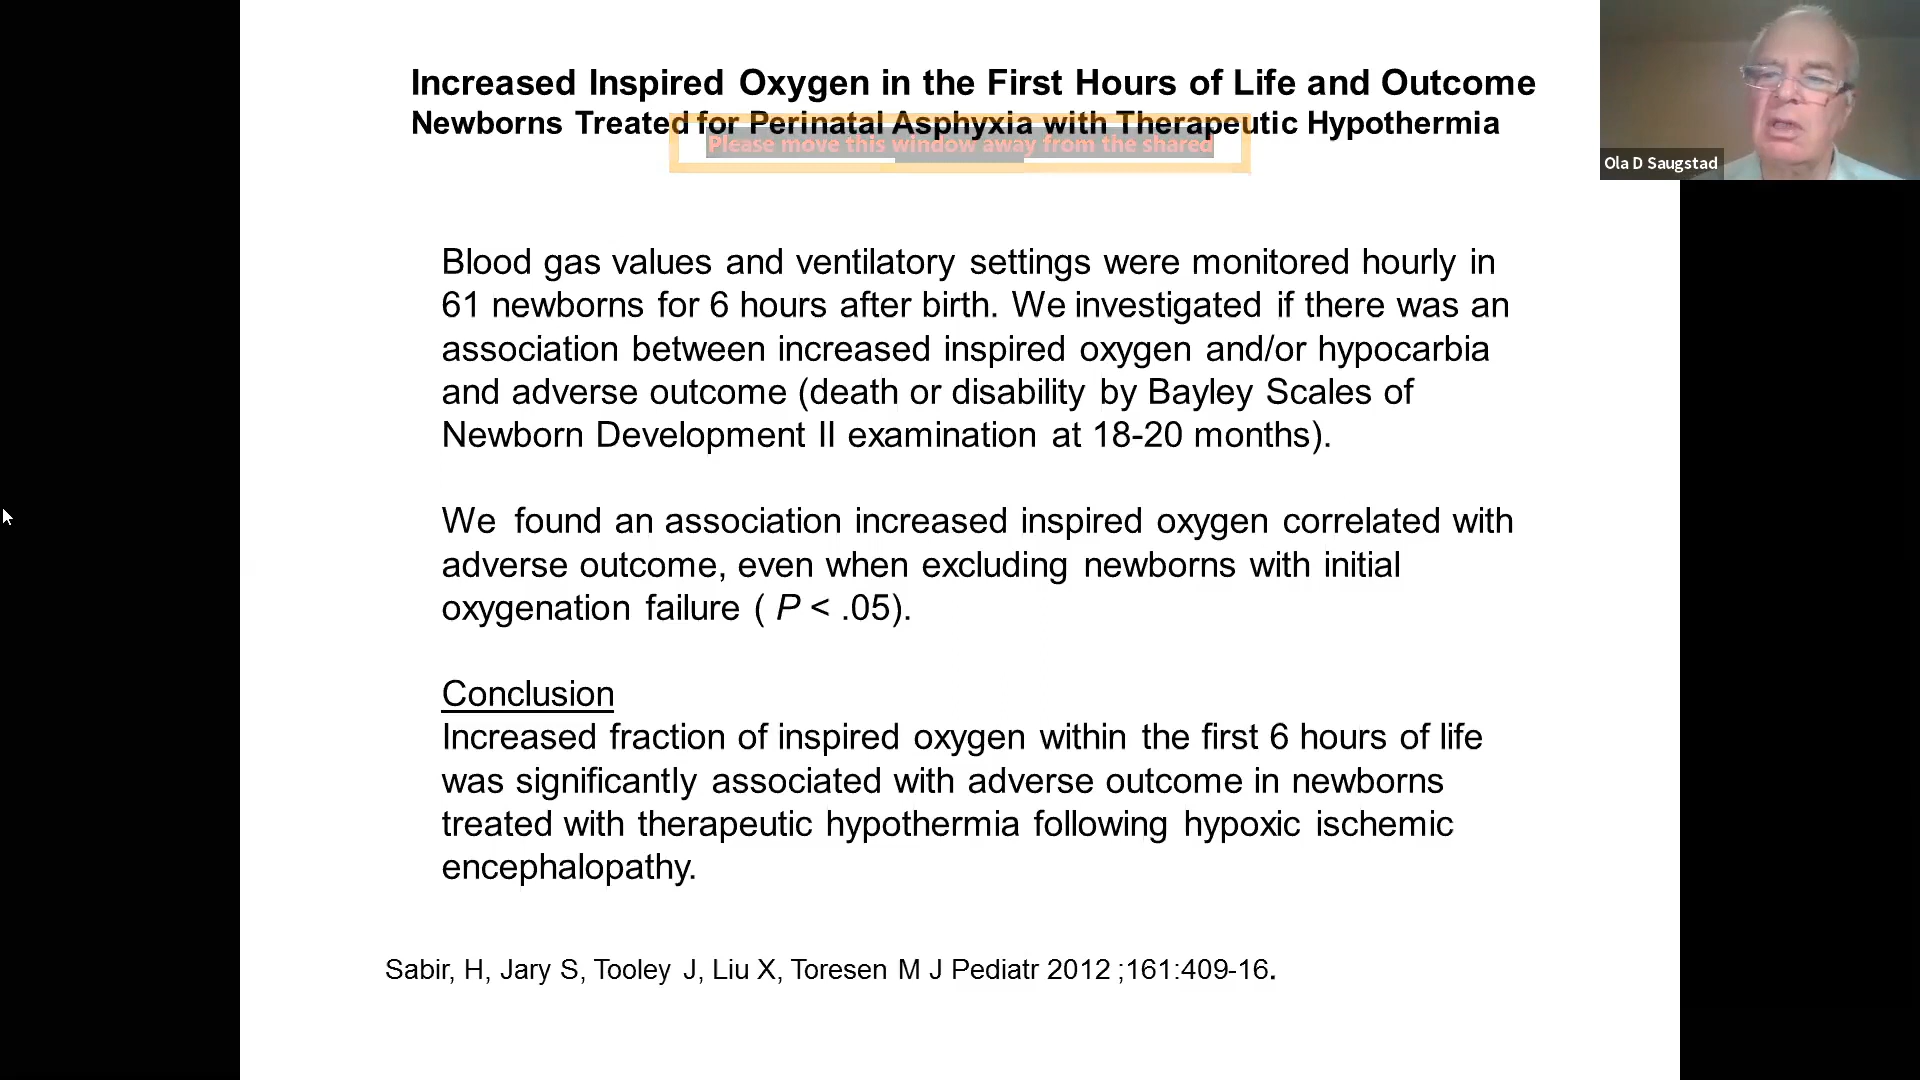 Increased Inspired Oxygen in the First Hours of Life and Outcome
Newborns Treated for Perinatal Asphyxia with Therapeutic Hypothermia
Please move this window away from the shared
Ola D Saugstad
Blood gas values and ventilatory settings were monitored hourly in
61 newborns for 6 hours after birth. We investigated if there was an
association between increased inspired oxygen and/or hypocarbia
and adverse outcome (death or disability by Bayley Scales of
Newborn Development II examination at 18-20 months).
We found an association increased inspired oxygen correlated with
adverse outcome, even when excluding newborns with initial
oxygenation failure ( P < .05).
Conclusion
Increased fraction of inspired oxygen within the first 6 hours of life
was significantly associated with adverse outcome in newborns
treated with therapeutic hypothermia following hypoxic ischemic
encephalopathy.
Sabir, H, Jary S, Tooley J, Liu X, Toresen M J Pediatr 2012 ;161:409-16.